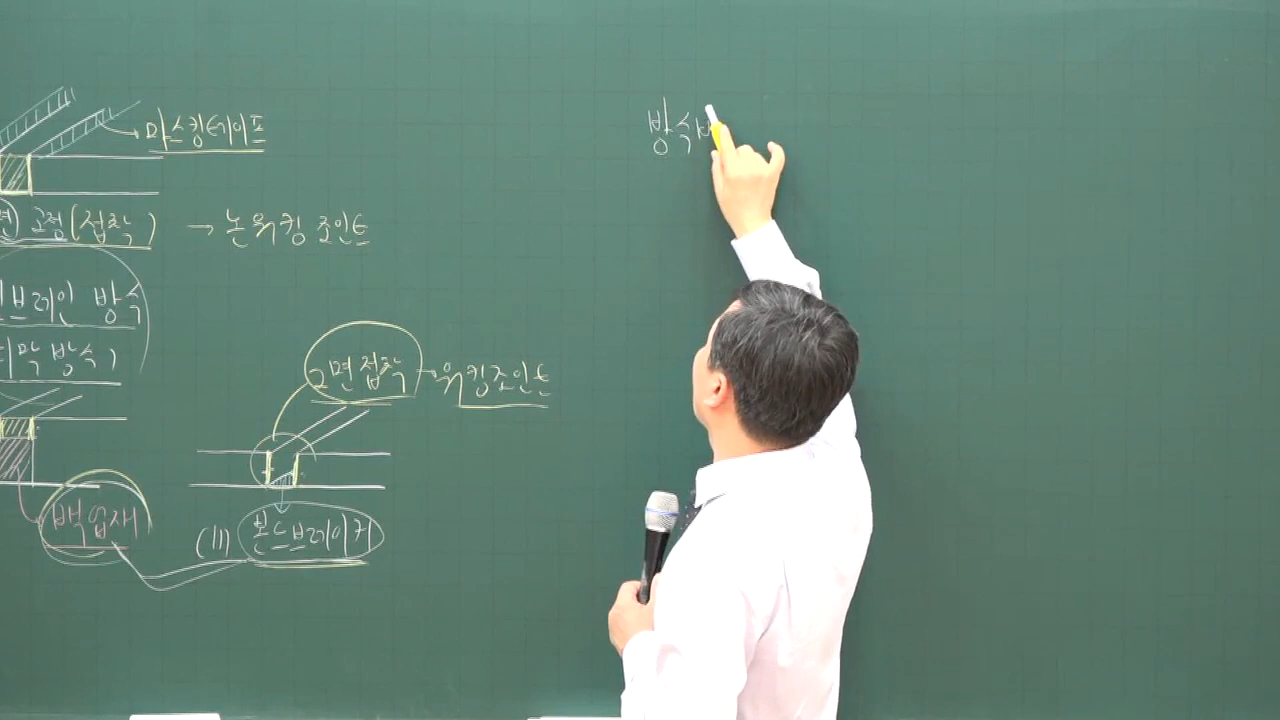 마스킹테이프
면) 고정(접착) → 논워킹 조인트
브레인 방수
막 방수)
2면접착 → 워킹조인트
백업재
(11) 본드브레이커
방수